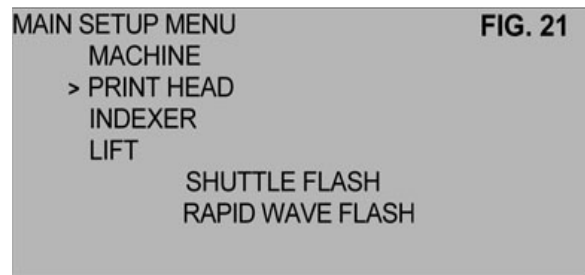 MAIN SETUP MENU FIG. 21
MACHINE
> PRINT HEAD
INDEXER
LIFT
SHUTTLE FLASH
RAPID WAVE FLASH